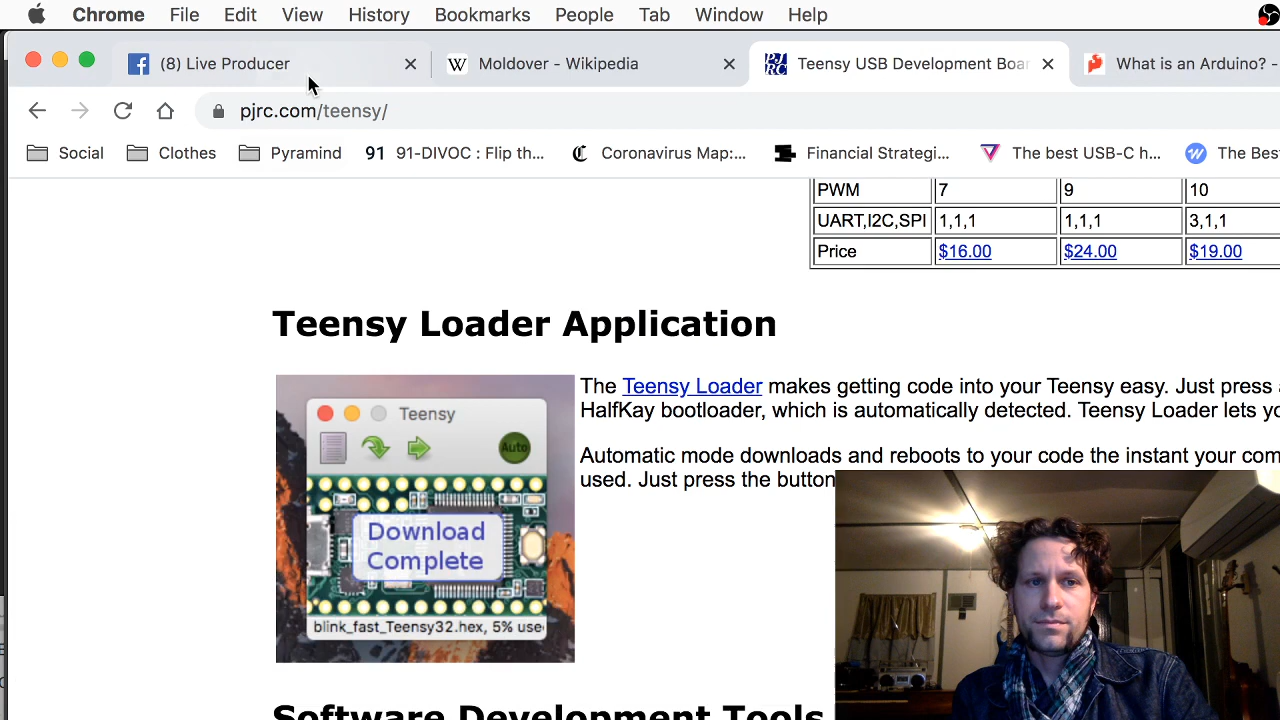 Chrome File Edit View History Bookmarks People Tab Window Help
(8) Live Producer
W Moldover - Wikipedia
PJRC Teensy USB Development Boar
What is an Arduino? -
pjrc.com/teensy/
Social Clothes Pyramind 91 91-DIVOC : Flip th... Coronavirus Map:... Financial Strategi... The best USB-C h... The Bes
PWM 7 9 10
UART,I2C,SPI 1,1,1 1,1,1 3,1,1
Price $16.00 $24.00 $19.00
Teensy Loader Application
Teensy
Auto
Download
Complete
blink_fast_Teensy32.hex, 5% use
The Teensy Loader makes getting code into your Teensy easy. Just press
HalfKay bootloader, which is automatically detected. Teensy Loader lets yo
Automatic mode downloads and reboots to your code the instant your com
used. Just press the button
Software Development Tools